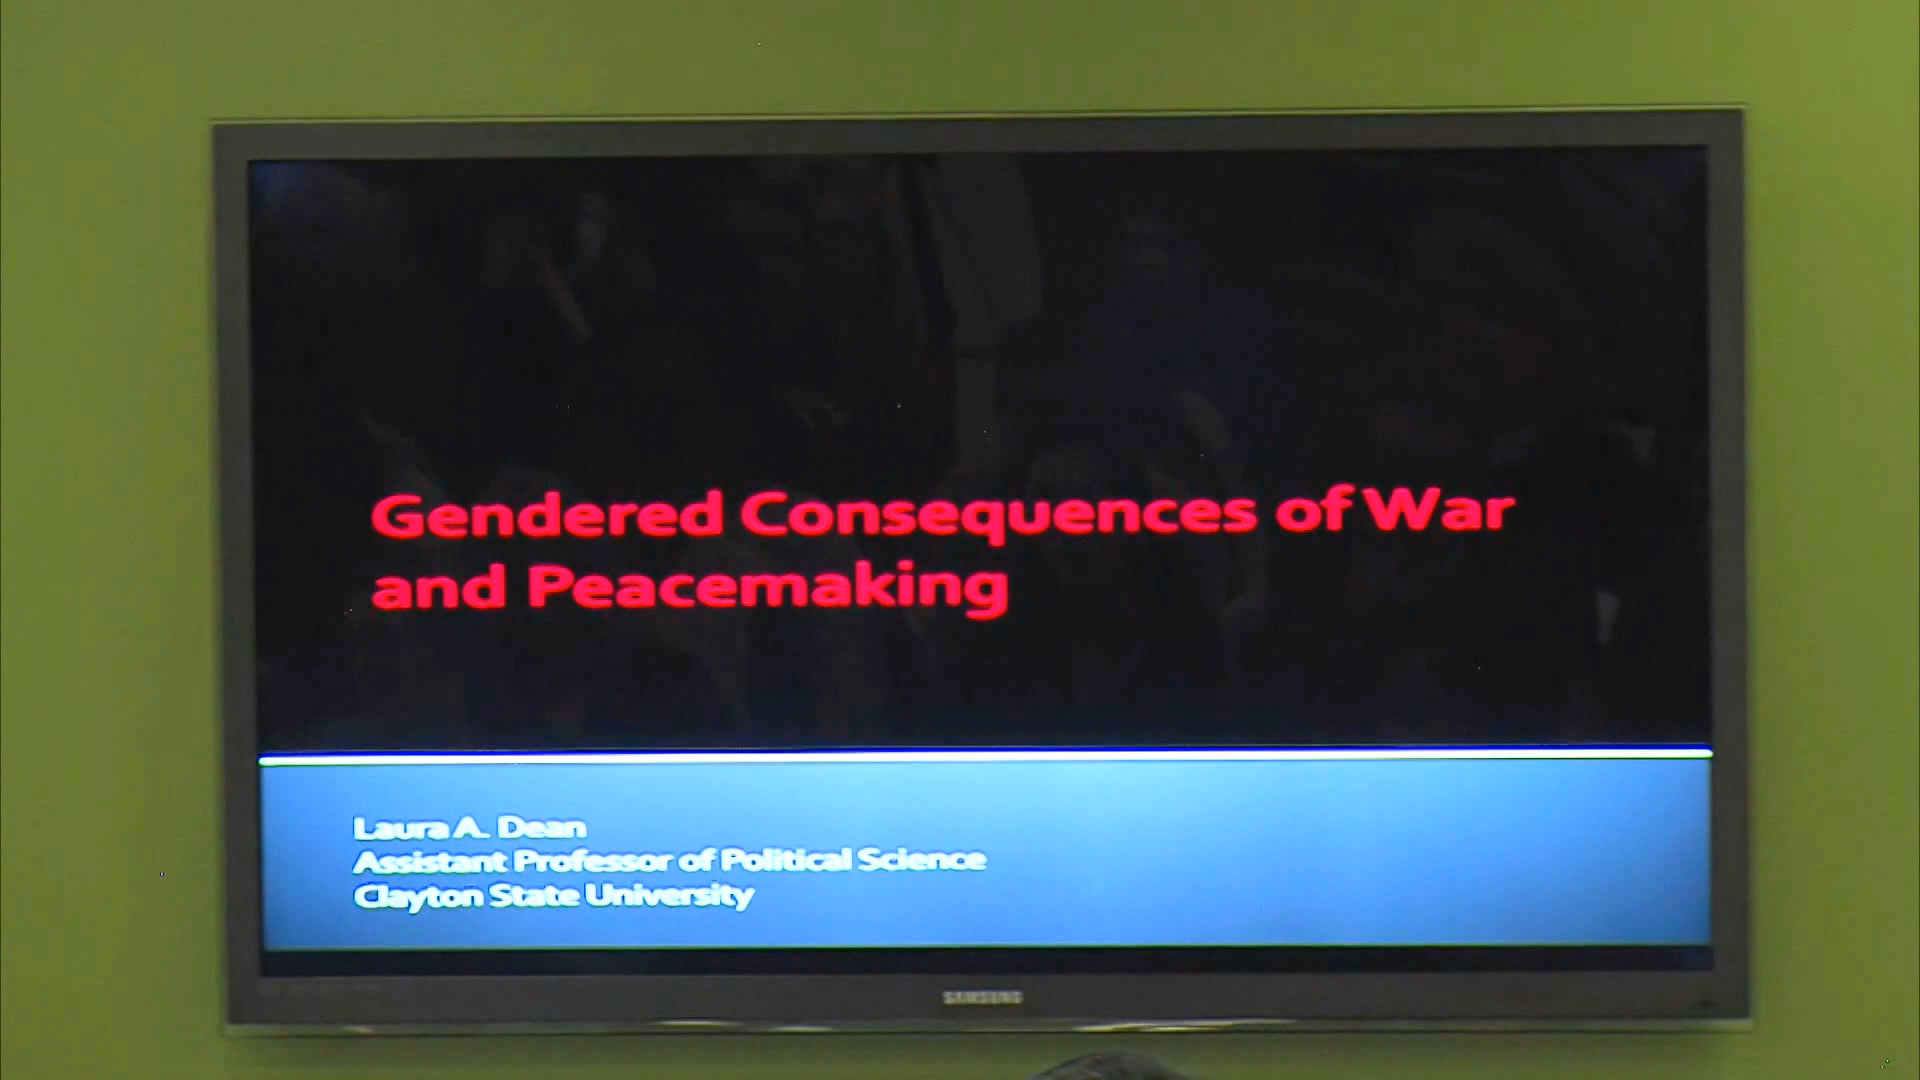 Gendered Consequences of War
and Peacemaking
Laura A. Dean
Assistant Professor of Political Science
Clayton State University
SAMSUNG